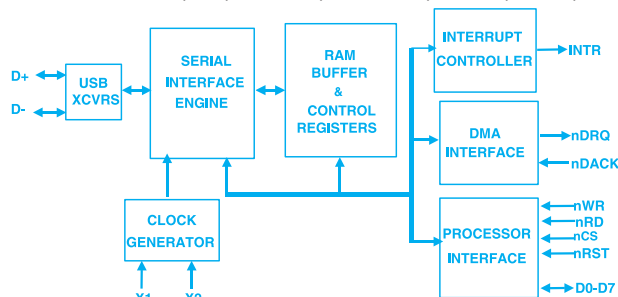 D+
D-
USB
XCVRS
SERIAL
INTERFACE
ENGINE
RAM
BUFFER
&
CONTROL
REGISTERS
INTERRUPT
CONTROLLER
INTR
DMA
INTERFACE
nDRQ
nDACK
PROCESSOR
INTERFACE
nWR
nRD
nCS
nRST
D0-D7
CLOCK
GENERATOR